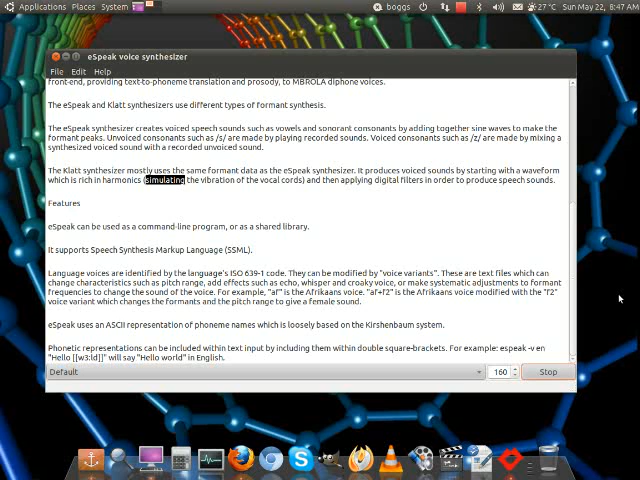 Applications Places System
boggs
27 °C
Sun May 22, 8:47 AM
eSpeak voice synthesizer
File Edit Help
front-end, providing text-to-phoneme translation and prosody, to MBROLA diphone voices.
The eSpeak and Klatt synthesizers use different types of formant synthesis.
The eSpeak synthesizer creates voiced speech sounds such as vowels and sonorant consonants by adding together sine waves to make the
formant peaks. Unvoiced consonants such as /s/ are made by playing recorded sounds. Voiced consonants such as /z/ are made by mixing a
synthesized voiced sound with a recorded unvoiced sound.
The Klatt synthesizer mostly uses the same formant data as the eSpeak synthesizer. It produces voiced sounds by starting with a waveform
which is rich in harmonics (simulating the vibration of the vocal cords) and then applying digital filters in order to produce speech sounds.
Features
eSpeak can be used as a command-line program, or as a shared library.
It supports Speech Synthesis Markup Language (SSML).
Language voices are identified by the language's ISO 639-1 code. They can be modified by "voice variants". These are text files which can
change characteristics such as pitch range, add effects such as echo, whisper and croaky voice, or make systematic adjustments to formant
frequencies to change the sound of the voice. For example, "af" is the Afrikaans voice. "af+f2" is the Afrikaans voice modified with the "f2"
voice variant which changes the formants and the pitch range to give a female sound.
eSpeak uses an ASCII representation of phoneme names which is loosely based on the Kirshenbaum system.
Phonetic representations can be included within text input by including them within double square-brackets. For example: espeak -v en
"Hello [[w3:ld]]" will say "Hello world" in English.
Default
160
Stop